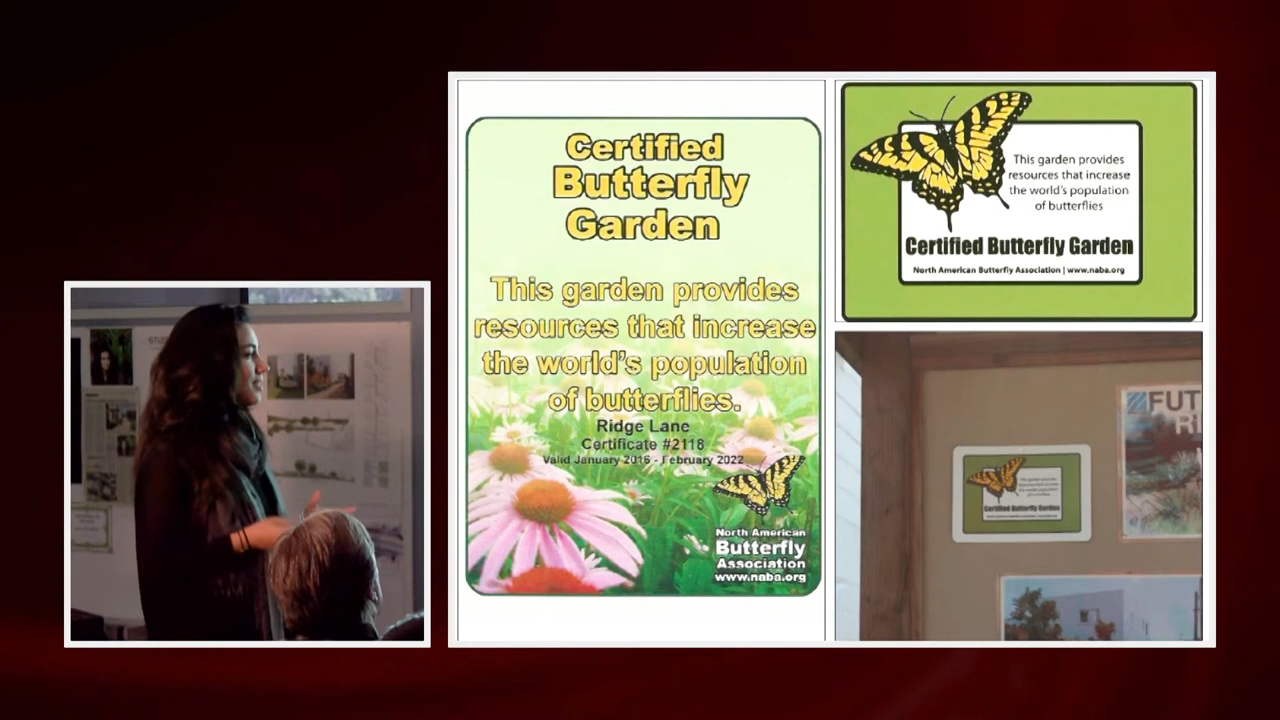 Certified
Butterfly
Garden
This garden provides
resources that increase
the world's population
of butterflies.
Ridge Lane
Certificate #2118
Valid January 2016 - February 2022
North American
Butterfly
Association
www.naba.org
This garden provides
resources that increase
the world's population
of butterflies
Certified Butterfly Garden
North American Butterfly Association | www.naba.org
FUT
RI
Certified Butterfly Garden